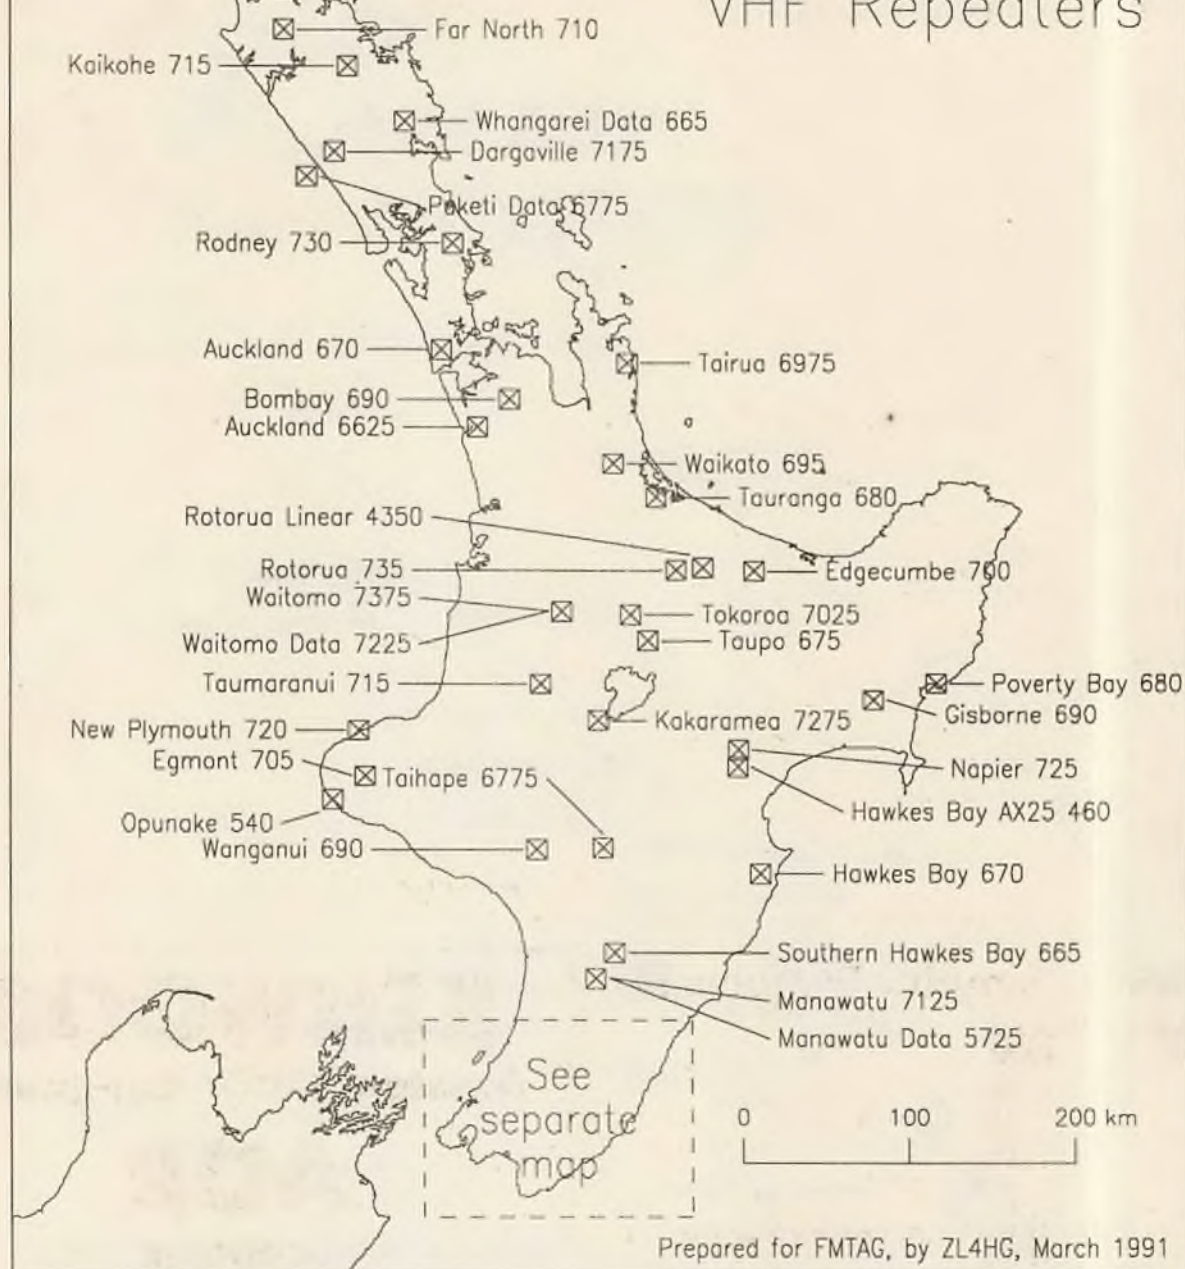 VHF Repeaters
Far North 710
Kaikohe 715
Whangarei Data 665
Dargaville 7175
Paketi Data 6775
Rodney 730
Auckland 670
Tairua 6975
Bombay 690
Auckland 6625
Waikato 695
Tauranga 680
Rotorua Linear 4350
Rotorua 735
Edgecumbe 700
Waitomo 7375
Tokoroa 7025
Waitomo Data 7225
Taupo 675
Taumaranui 715
Poverty Bay 680
Gisborne 690
New Plymouth 720
Kakaramea 7275
Egmont 705
Napier 725
Taihape 6775
Opunake 540
Hawkes Bay AX25 460
Wanganui 690
Hawkes Bay 670
Southern Hawkes Bay 665
Manawatu 7125
Manawatu Data 5725
See
separate
map
0 100 200 km
Prepared for FMTAG, by ZL4HG, March 1991